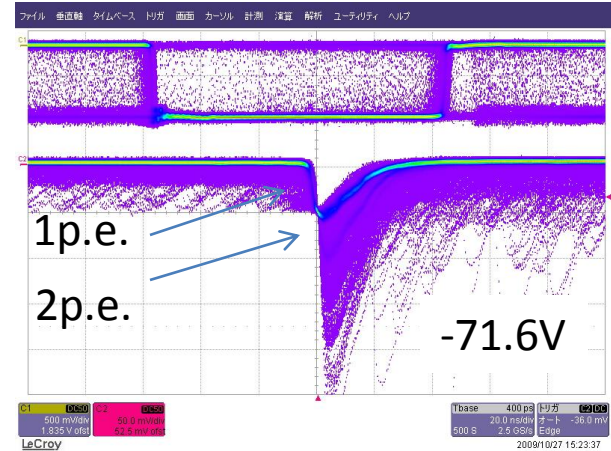 ファイル 垂直軸 タイムベース トリガ 画面 カーソル 計測 演算 解析 ユーティリティ ヘルプ
C1
C2
1p.e.
2p.e.
-71.6V
C1 DC50
500 mV/div
1.835 V ofst
C2 DC50
50.0 mV/div
52.5 mV ofst
Tbase 400 ps
20.0 ns/div
500 S 2.5 GS/s
トリガ C2 DC
オート -36.0 mV
Edge
LeCroy
2009/10/27 15:23:37